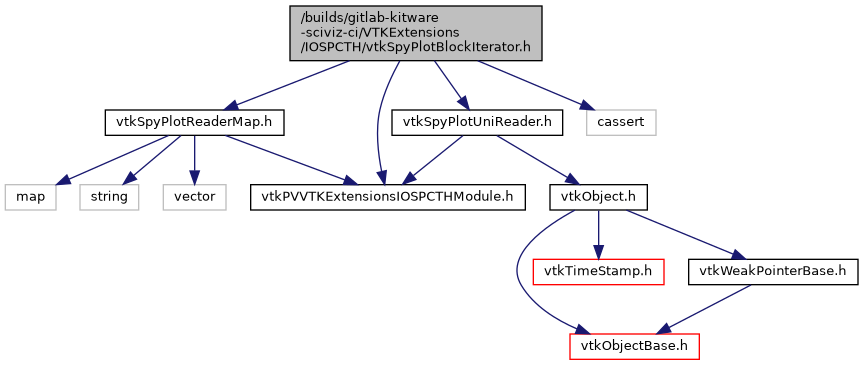 /builds/gitlab-kitware
-sciviz-ci/VTKExtensions
/IOSPCTH/vtkSpyPlotBlockIterator.h
vtkSpyPlotReaderMap.h
vtkSpyPlotUniReader.h
cassert
map
string
vector
vtkPVVTKExtensionsIOSPCTHModule.h
vtkObject.h
vtkTimeStamp.h
vtkWeakPointerBase.h
vtkObjectBase.h